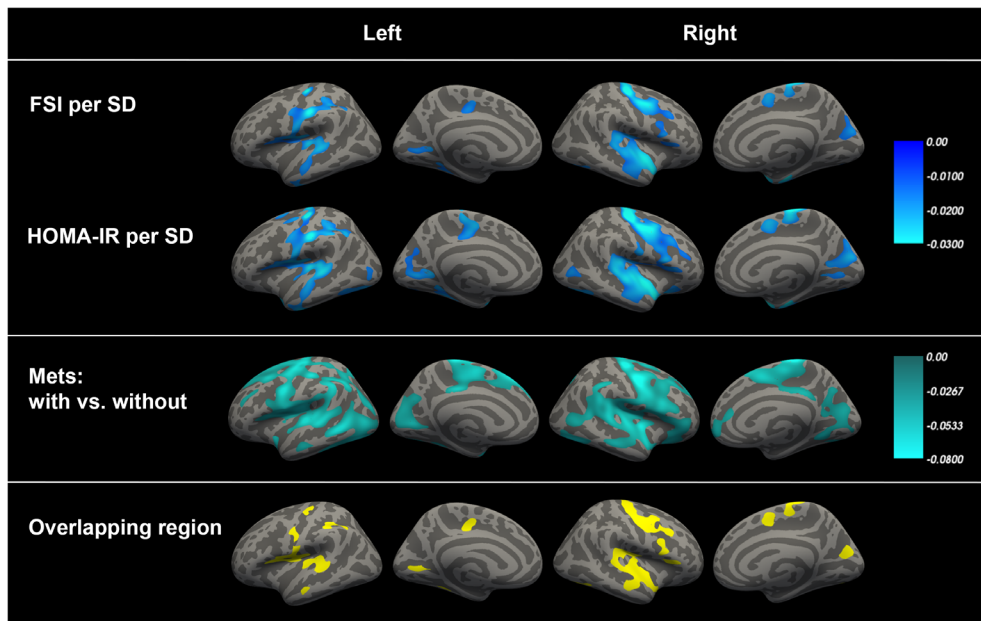 Left Right
FSI per SD
0.00
-0.0100
-0.0200
-0.0300
HOMA-IR per SD
Mets:
with vs. without
0.00
-0.0267
-0.0533
-0.0800
Overlapping region